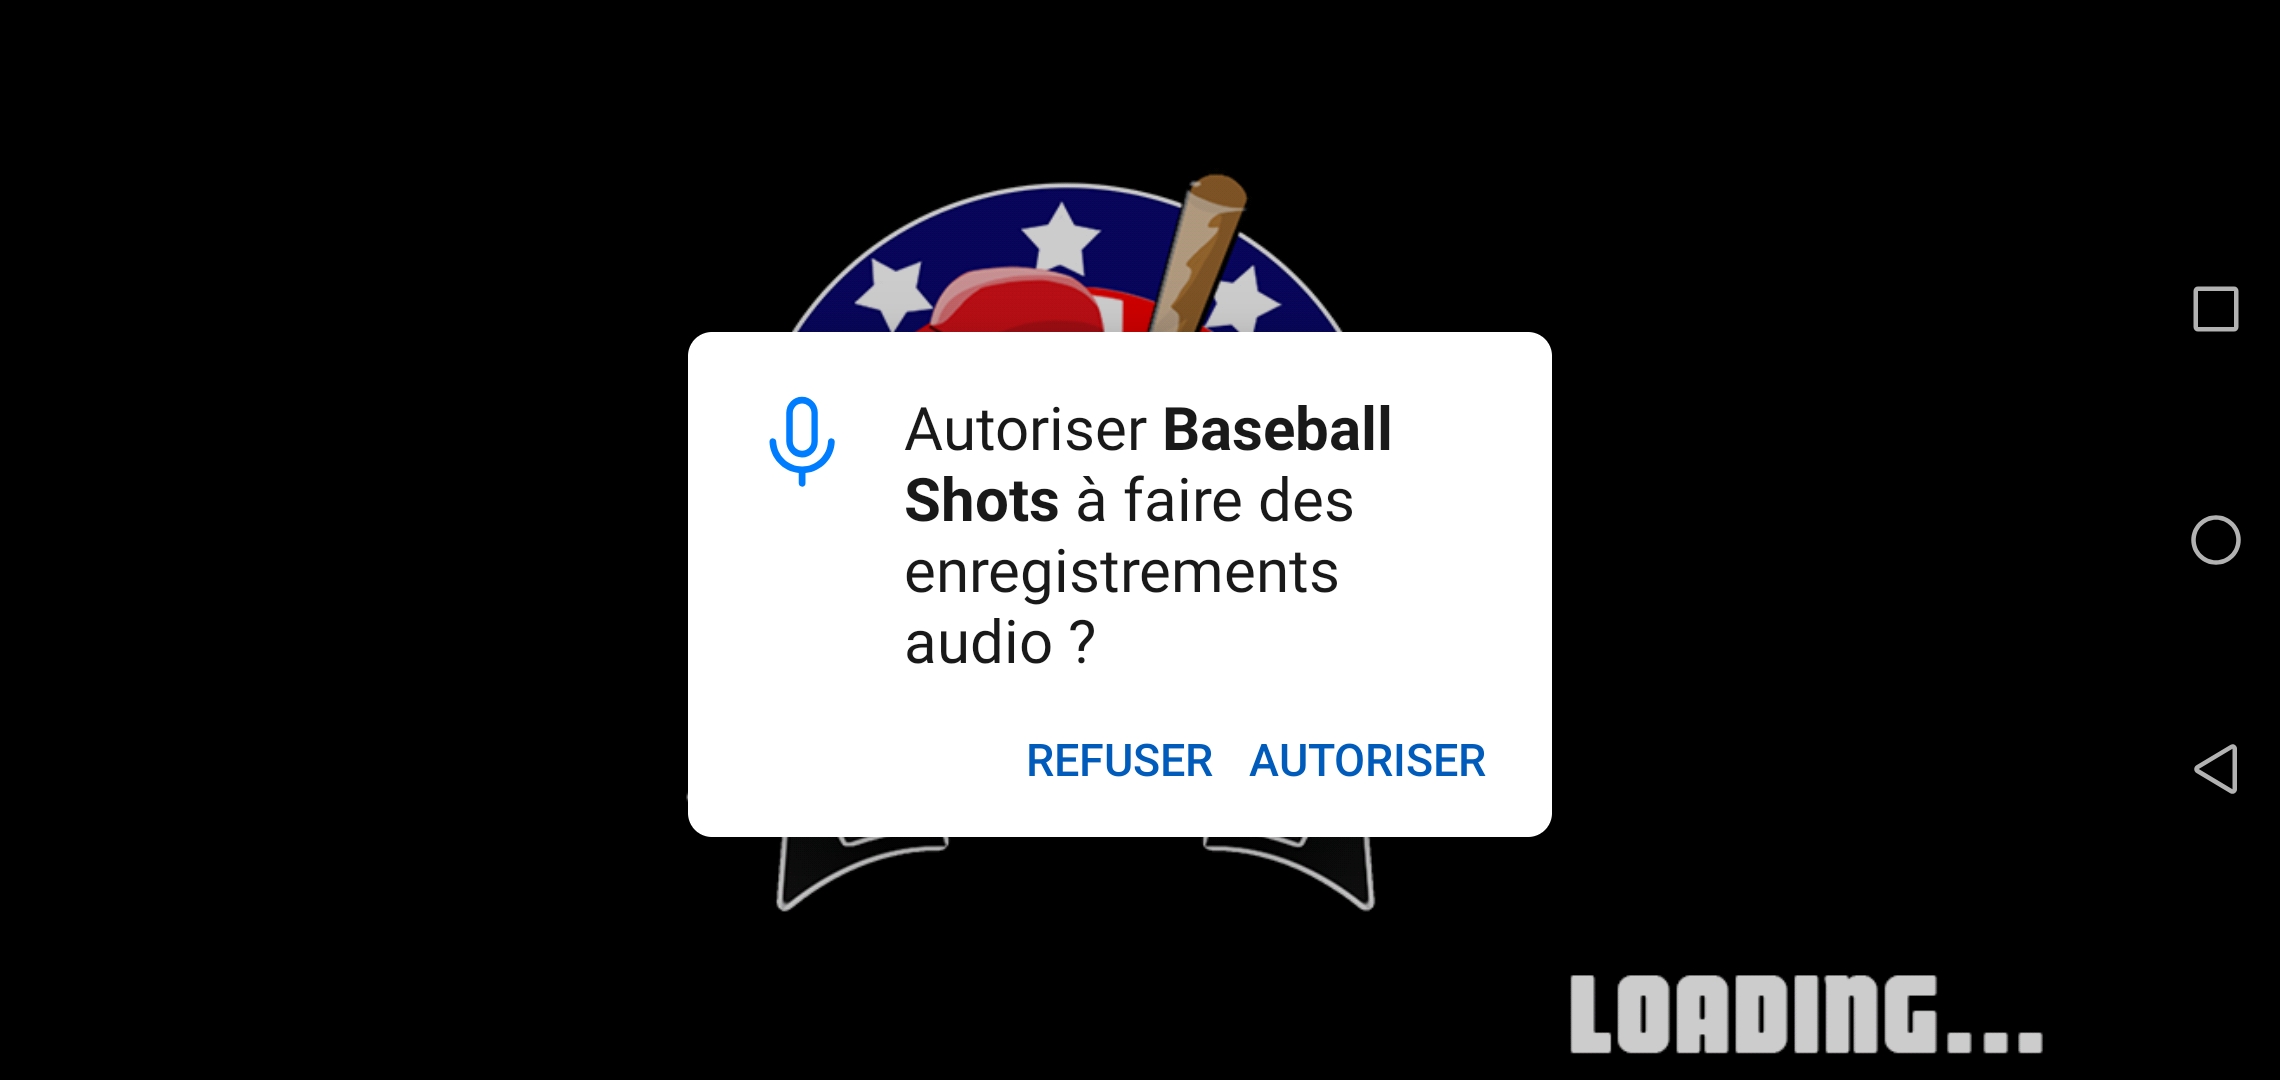 Autoriser Baseball
Shots à faire des
enregistrements
audio ?
REFUSER AUTORISER
LOADING...